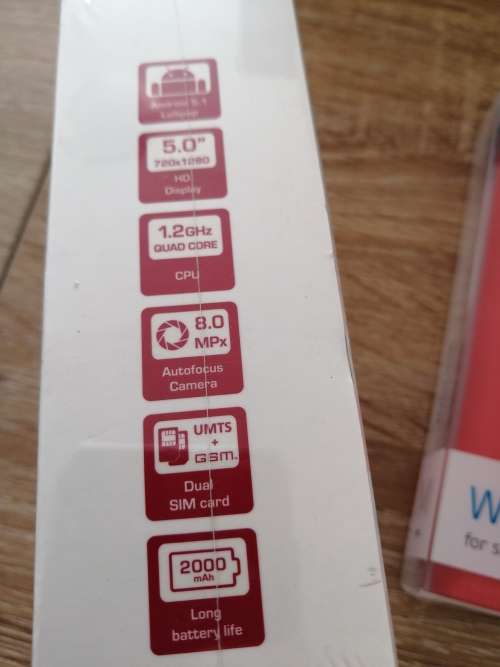 Android 5.1
Lollipop
5.0"
720x1280
HD
Display
1.2GHz
QUAD CORE
CPU
8.0
MPx
Autofocus
Camera
UMTS
+
GSM
Dual
SIM card
2000
mAh
Long
battery life
W
for s